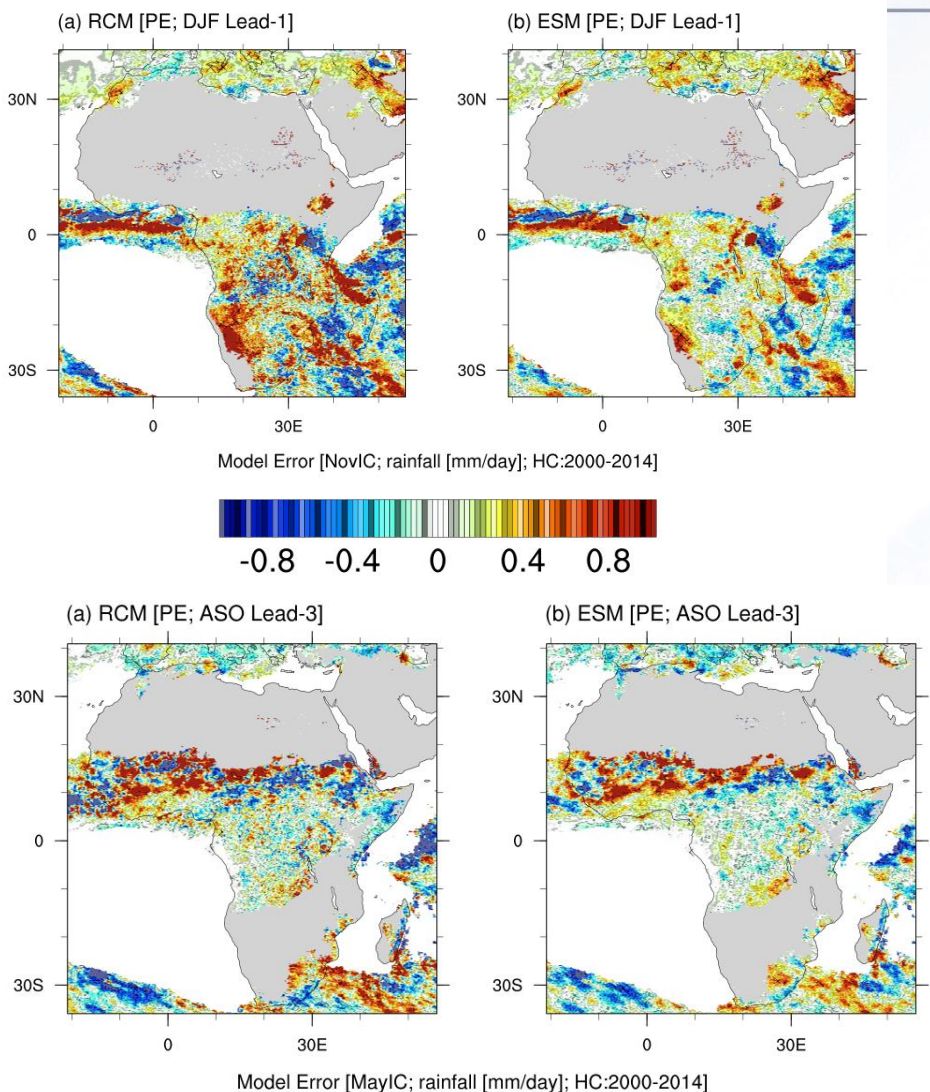 (a) RCM [PE; DJF Lead-1] (b) ESM [PE; DJF Lead-1]
30N 30N
0 0
30S 30S
0 30E 0 30E
Model Error [NovIC; rainfall [mm/day]; HC:2000-2014]
-0.8 -0.4 0 0.4 0.8
(a) RCM [PE; ASO Lead-3] (b) ESM [PE; ASO Lead-3]
30N 30N
0 0
30S 30S
0 30E 0 30E
Model Error [MayIC; rainfall [mm/day]; HC:2000-2014]